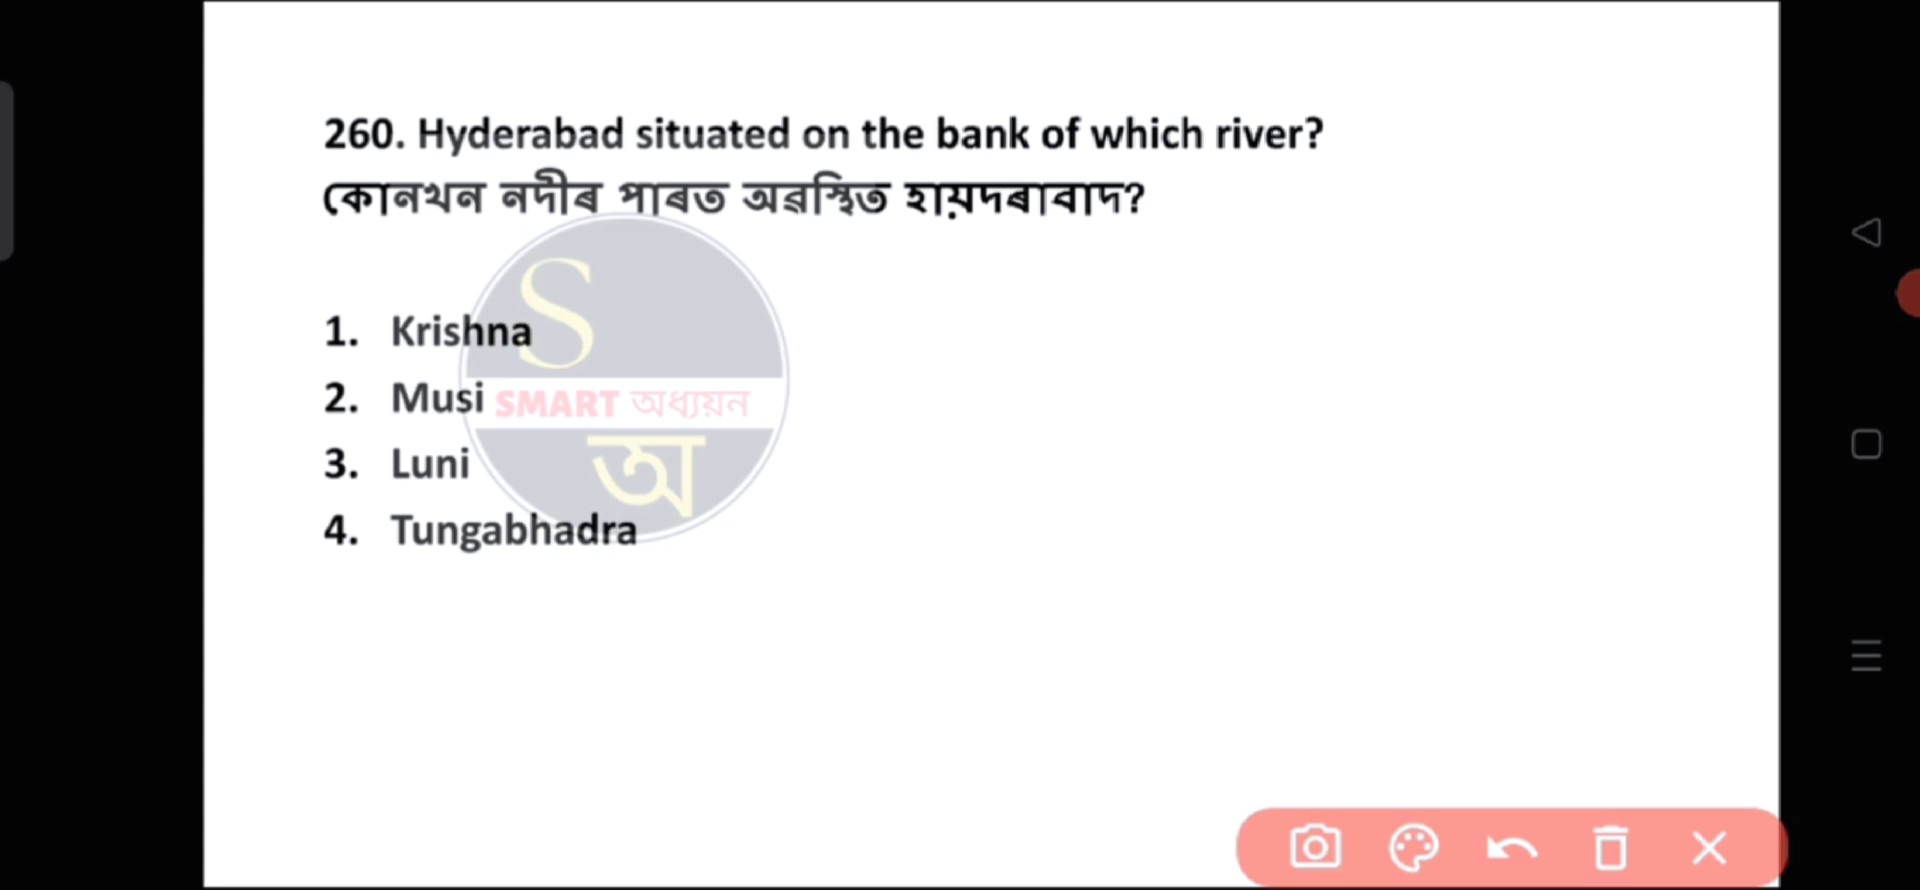 260. Hyderabad situated on the bank of which river?
কোনখন নদীৰ পাৰত অৱস্থিত হায়দৰাবাদ?
S
1. Krishna
2. Musi
SMART অধ্যয়ন
3. Luni
অ
4. Tungabhadra